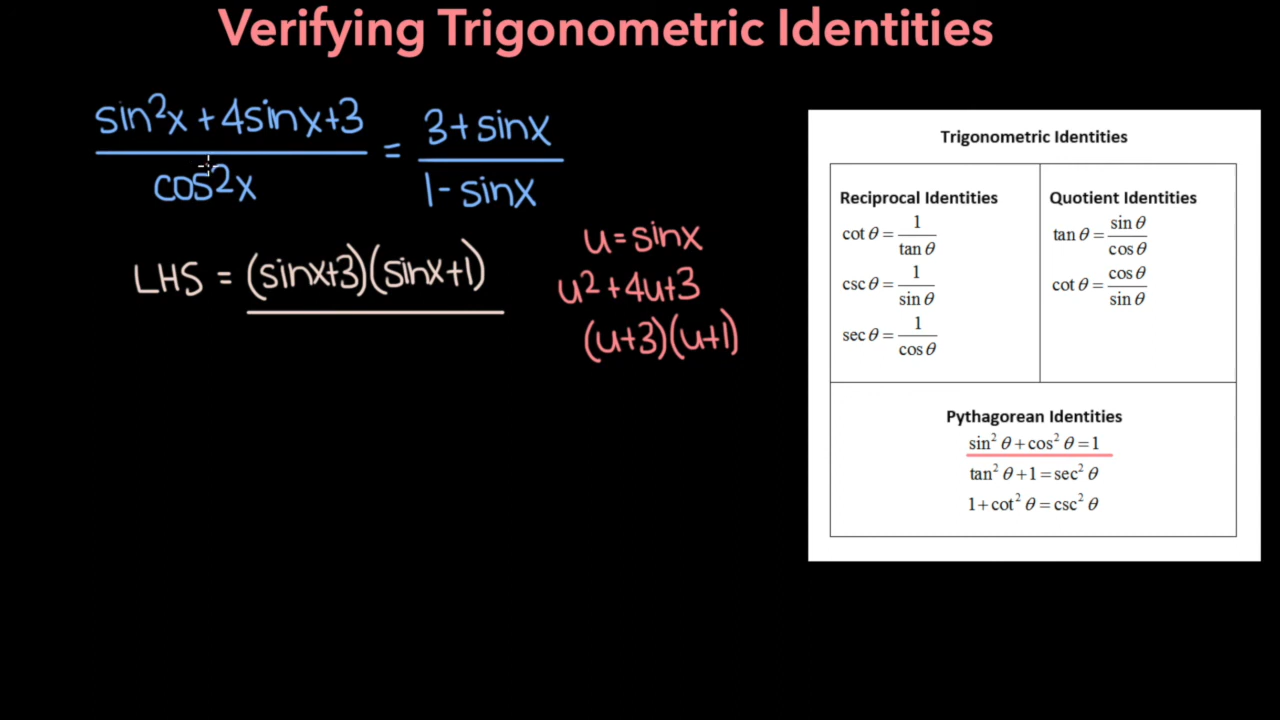 Verifying Trigonometric Identities
sin²x + 4sinx+3 / cos²x = 3+ sinx / 1- sinx
LHS = (sinx+3)(sinx+1)
u=sinx
u²+4u+3
(u+3)(u+1)
Trigonometric Identities
Reciprocal Identities
cot θ = 1 / tan θ
csc θ = 1 / sin θ
sec θ = 1 / cos θ
Quotient Identities
tan θ = sin θ / cos θ
cot θ = cos θ / sin θ
Pythagorean Identities
sin² θ + cos² θ = 1
tan² θ + 1 = sec² θ
1 + cot² θ = csc² θ